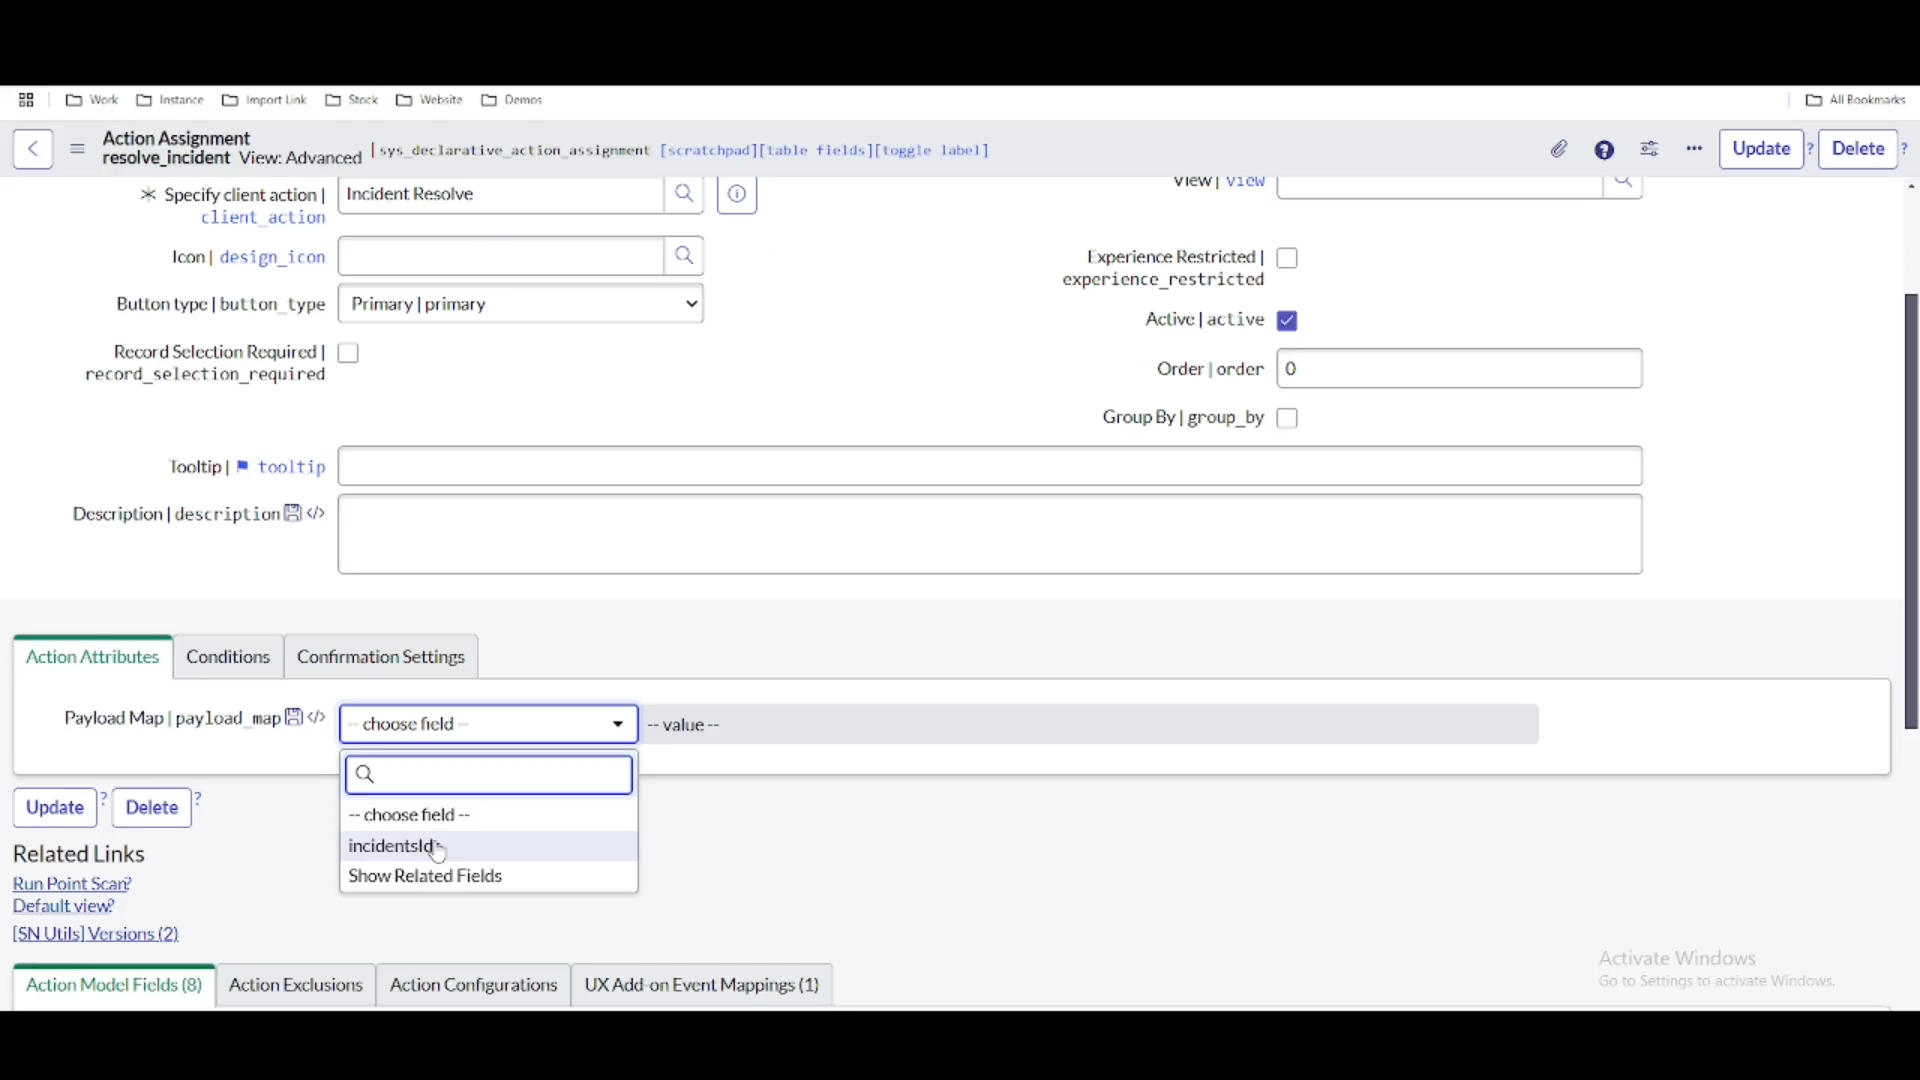 Work Instance Import Link Stock Website Demos All Bookmarks
Action Assignment
resolve_incident View: Advanced | sys_declarative_action_assignment [scratchpad][table fields][toggle label] Update ? Delete ?
Specify client action | Incident Resolve View | view
client_action
Icon | design_icon Experience Restricted |
experience_restricted
Button type | button_type Primary | primary
Active | active
Record Selection Required |
record_selection_required
Order | order 0
Group By | group_by
Tooltip | tooltip
Description | description </>
Action Attributes Conditions Confirmation Settings
Payload Map | payload_map </> -- choose field -- -- value --
-- choose field --
Update ? Delete ?
Show Related Fields
Related Links
Run Point Scan?
Default view?
[SN Utils] Versions (2)
Activate Windows
Go to Settings to activate Windows.
Action Model Fields (8) Action Exclusions Action Configurations UX Add-on Event Mappings (1)